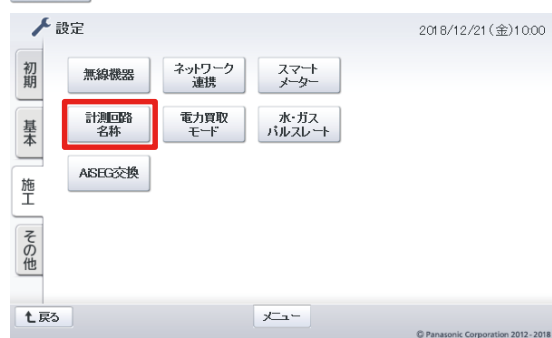 設定
2018/12/21(金)10:00
初期
基本
施工
その他
無線機器
ネットワーク
連携
スマート
メーター
計測回路
名称
電力買取
モード
水・ガス
パルスレート
AiSEG交換
戻る
メニュー
© Panasonic Corporation 2012-2018